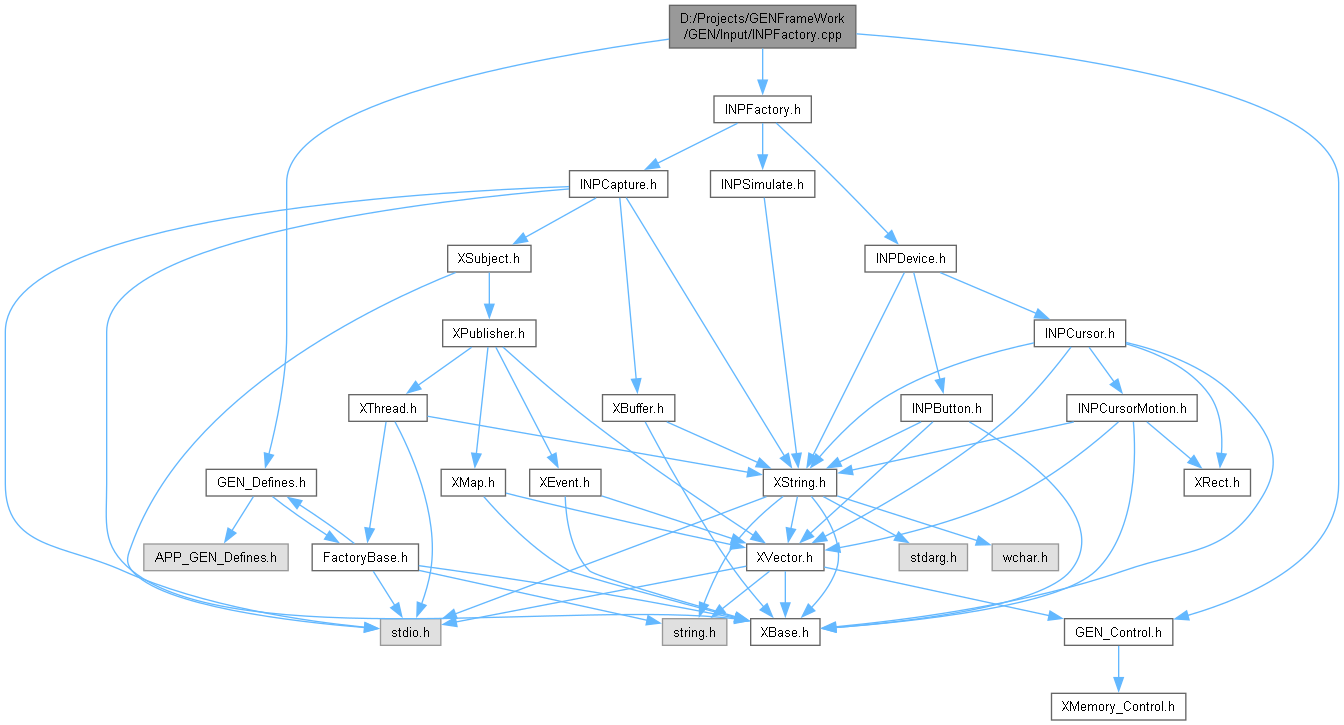 D:/Projects/GENFrameWork
/GEN/Input/INPFactory.cpp
INPFactory.h
INPCapture.h
INPSimulate.h
XSubject.h
INPDevice.h
XPublisher.h
INPCursor.h
XThread.h
XBuffer.h
INPButton.h
INPCursorMotion.h
GEN_Defines.h
XMap.h
XEvent.h
XString.h
XRect.h
APP_GEN_Defines.h
FactoryBase.h
XVector.h
stdarg.h
wchar.h
stdio.h
string.h
XBase.h
GEN_Control.h
XMemory_Control.h